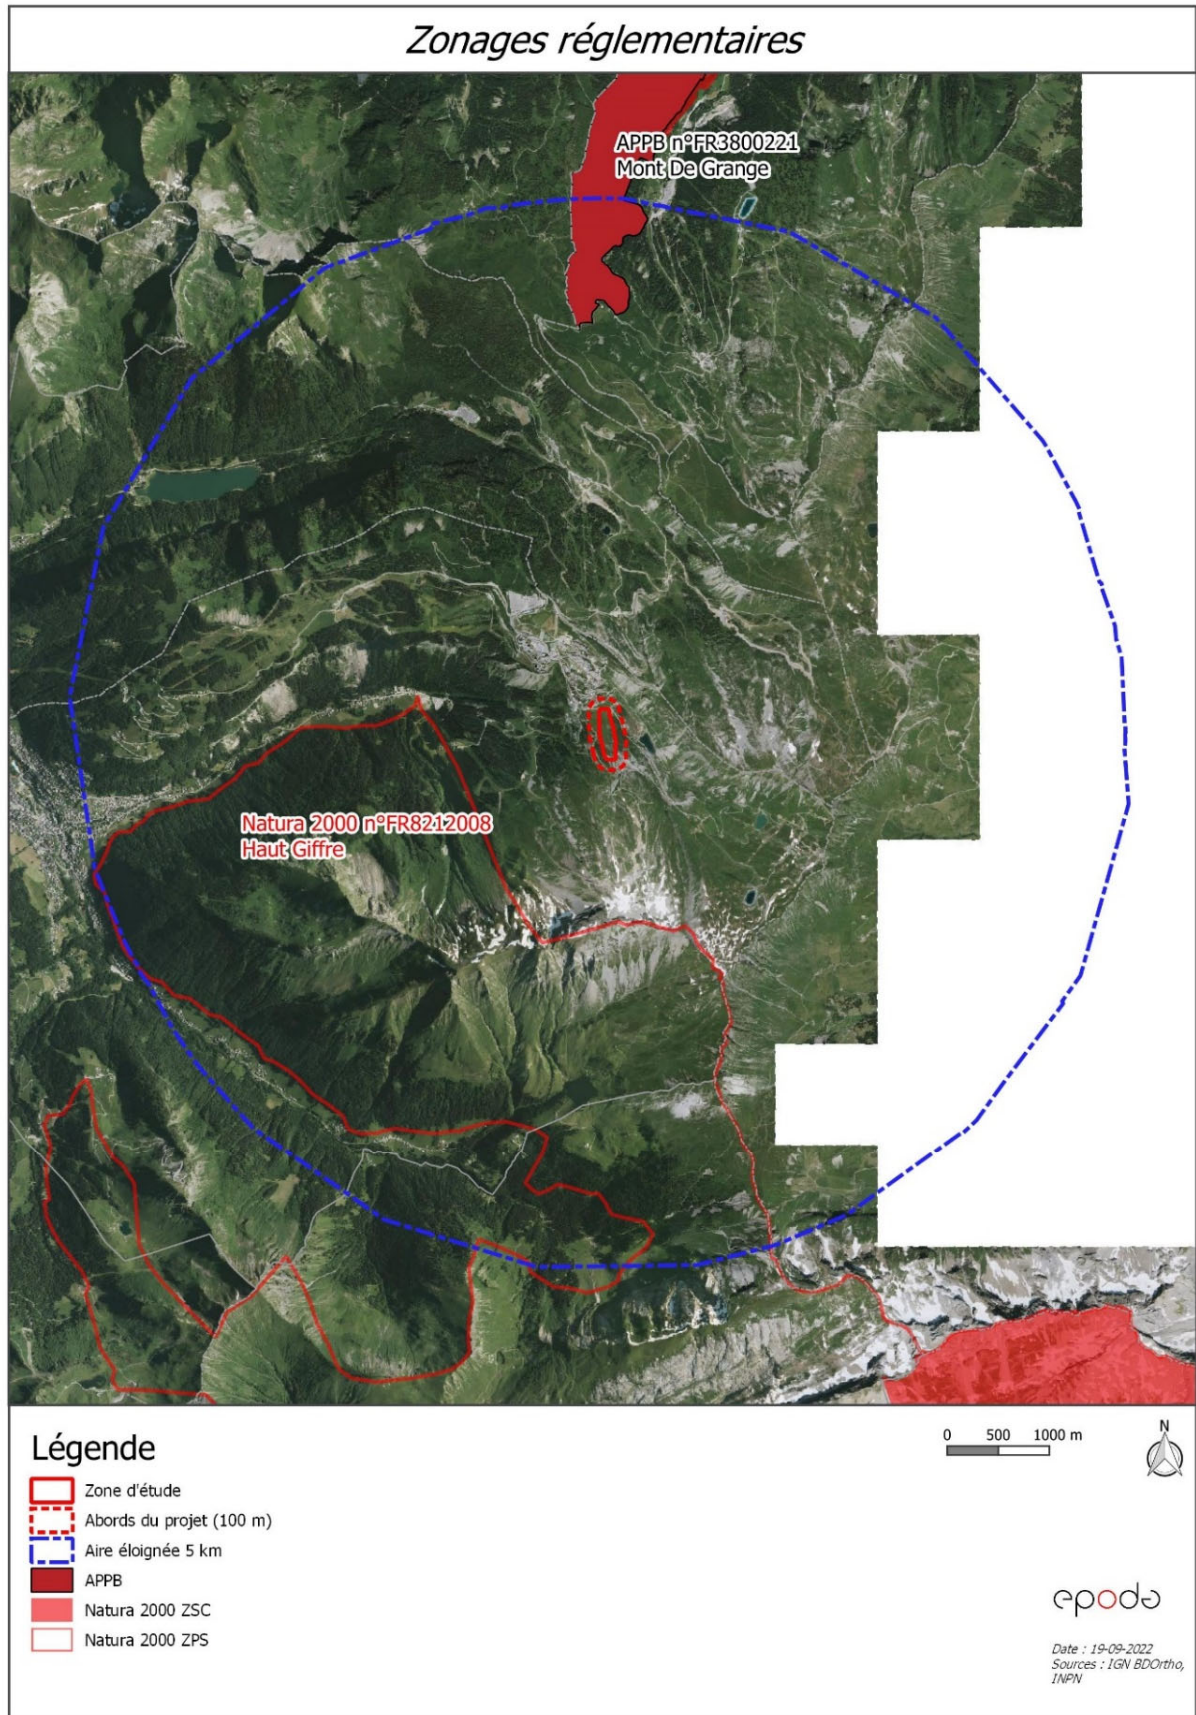 Zonages réglementaires
APPB n°FR3800221
Mont De Grange
Natura 2000 n°FR8212008
Haut Giffre
Légende
Zone d'étude
Abords du projet (100 m)
Aire éloignée 5 km
APPB
Natura 2000 ZSC
Natura 2000 ZPS
0 500 1000 m
N
epode
Date : 19-09-2022
Sources : IGN BDOrtho,
INPN